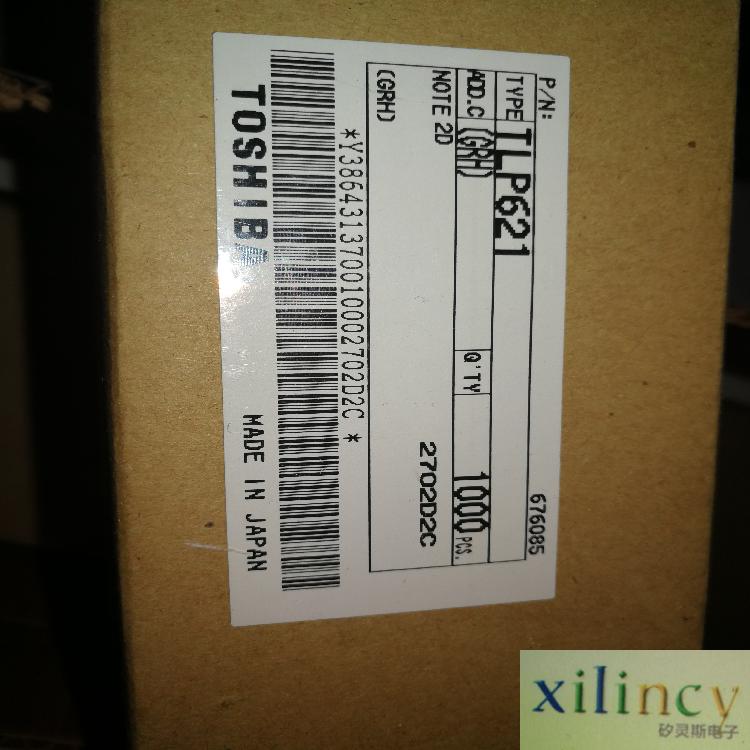 P/N:
676085
TYPE TLP621
ADD.C (GRH) Q'TY 1000 PCS.
NOTE 2D
2702D2C
(GRH)
*Y386431370010002702D2C *
TOSHIBA MADE IN JAPAN
xilincy
矽灵斯电子